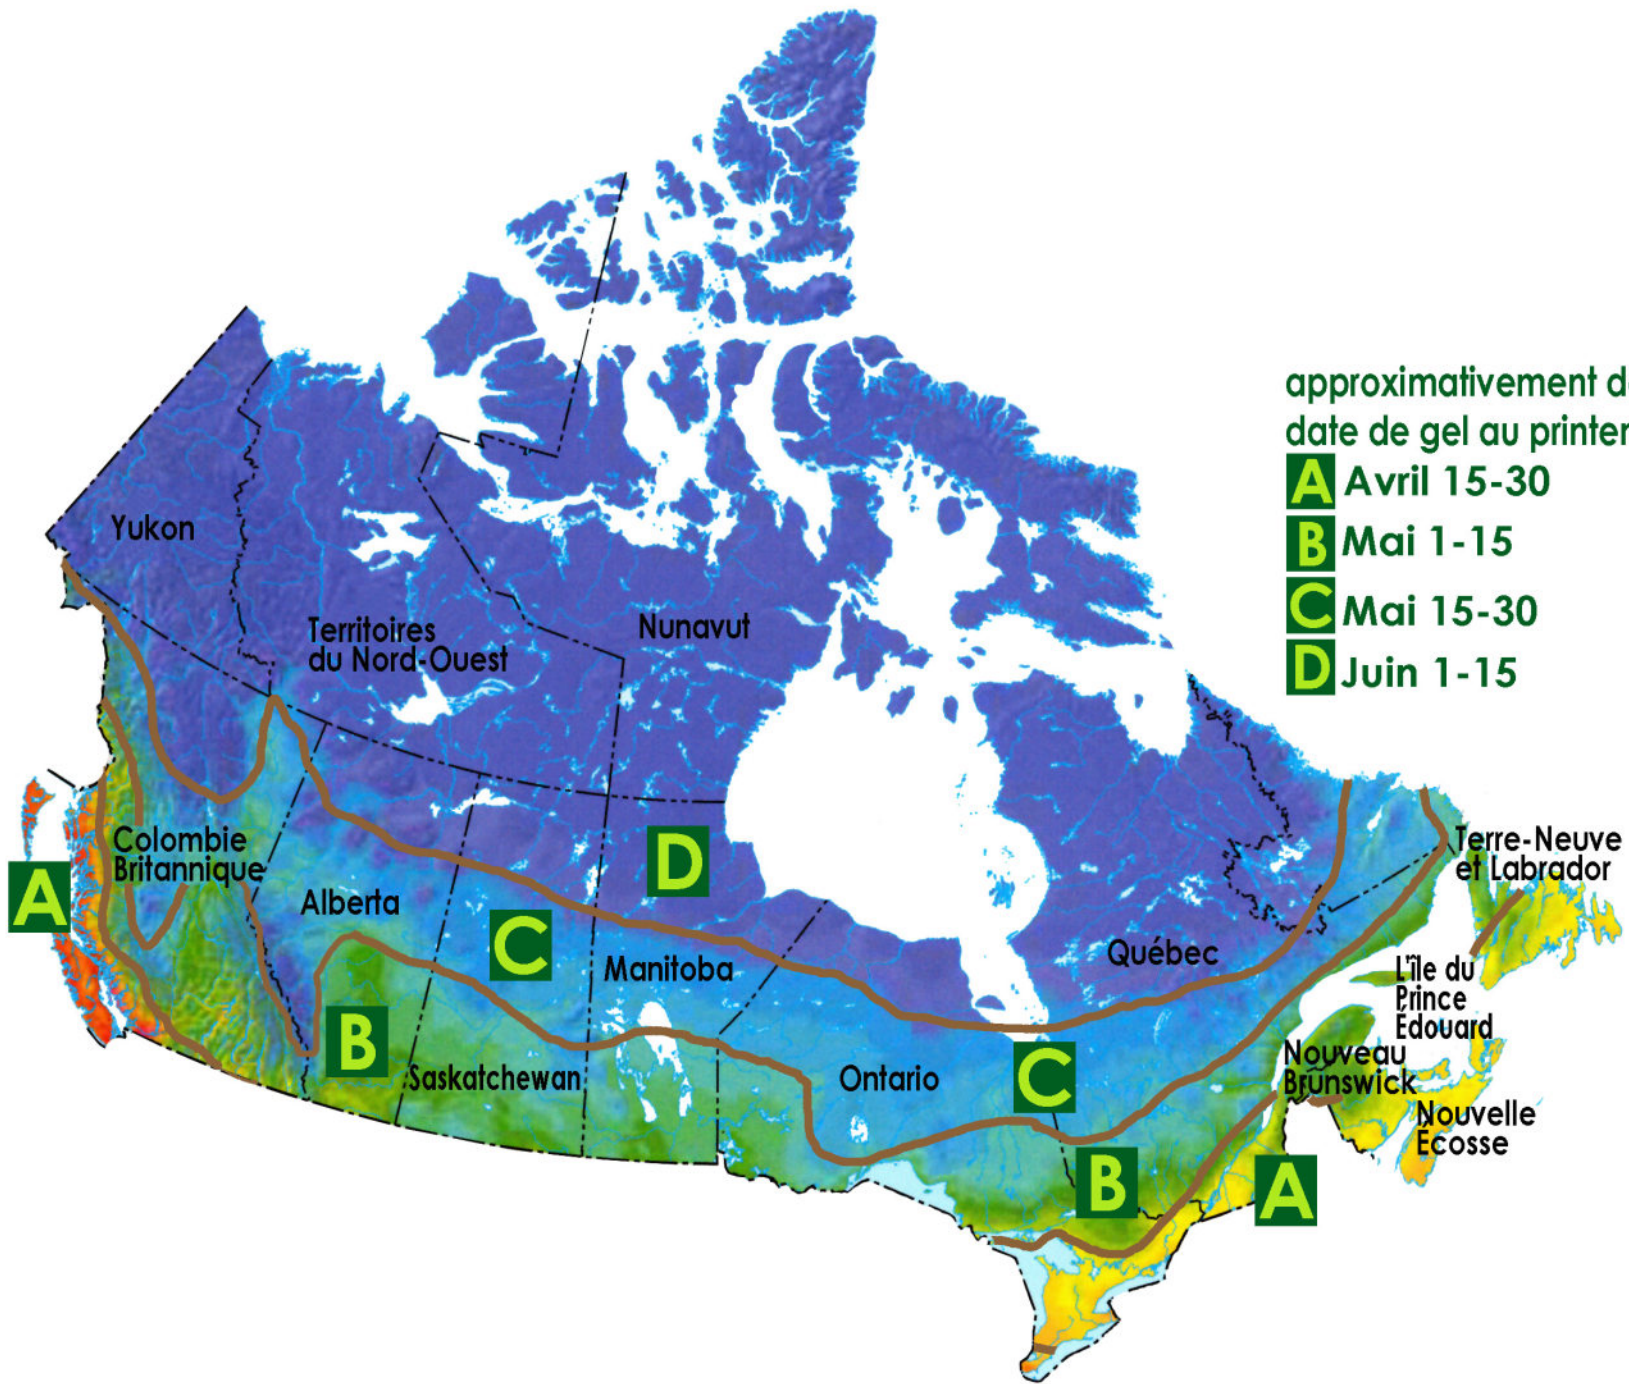 approximativement d
date de gel au printer
A Avril 15-30
B Mai 1-15
C Mai 15-30
D Juin 1-15
Yukon
Territoires
du Nord-Ouest
Nunavut
Colombie
Britannique
A
Alberta
B
C
Saskatchewan
D
Manitoba
Ontario
C
Québec
B
A
Terre-Neuve
et Labrador
L'île du
Prince
Édouard
Nouveau
Brunswick
Nouvelle
Écosse